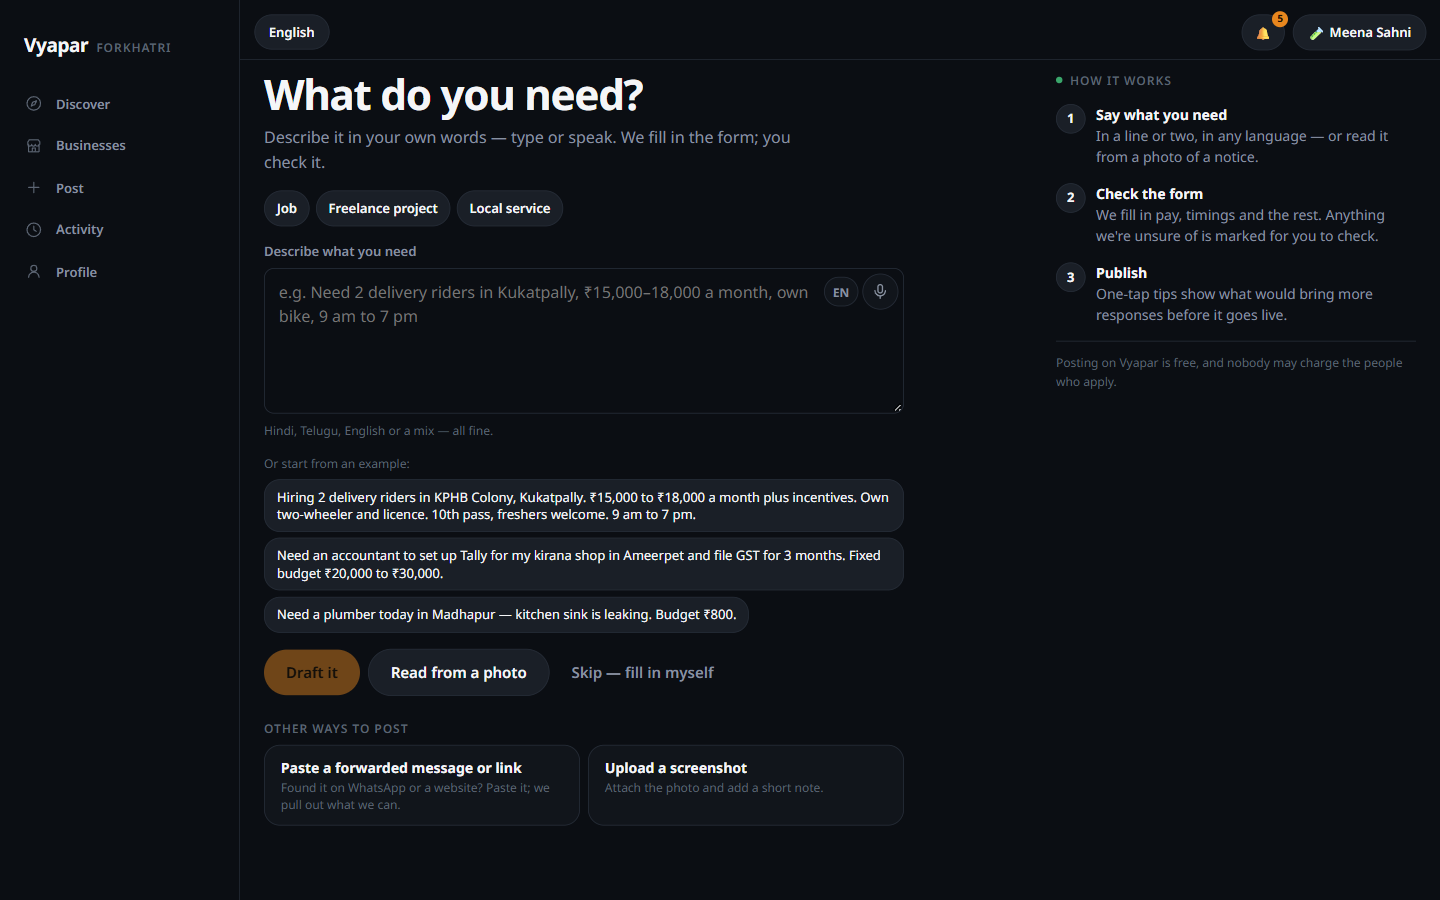 Vyapar FORKHATRI
Discover
Businesses
Post
Activity
Profile
English
5
Meena Sahni
What do you need?
Describe it in your own words — type or speak. We fill in the form; you
check it.
Job
Freelance project
Local service
Describe what you need
e.g. Need 2 delivery riders in Kukatpally, ₹15,000–18,000 a month, own
bike, 9 am to 7 pm
EN
Hindi, Telugu, English or a mix — all fine.
Or start from an example:
Hiring 2 delivery riders in KPHB Colony, Kukatpally. ₹15,000 to ₹18,000 a month plus incentives. Own
two-wheeler and licence. 10th pass, freshers welcome. 9 am to 7 pm.
Need an accountant to set up Tally for my kirana shop in Ameerpet and file GST for 3 months. Fixed
budget ₹20,000 to ₹30,000.
Need a plumber today in Madhapur — kitchen sink is leaking. Budget ₹800.
Draft it
Read from a photo
Skip — fill in myself
OTHER WAYS TO POST
Paste a forwarded message or link
Found it on WhatsApp or a website? Paste it; we
pull out what we can.
Upload a screenshot
Attach the photo and add a short note.
HOW IT WORKS
1
Say what you need
In a line or two, in any language — or read it
from a photo of a notice.
2
Check the form
We fill in pay, timings and the rest. Anything
we're unsure of is marked for you to check.
3
Publish
One-tap tips show what would bring more
responses before it goes live.
Posting on Vyapar is free, and nobody may charge the people
who apply.